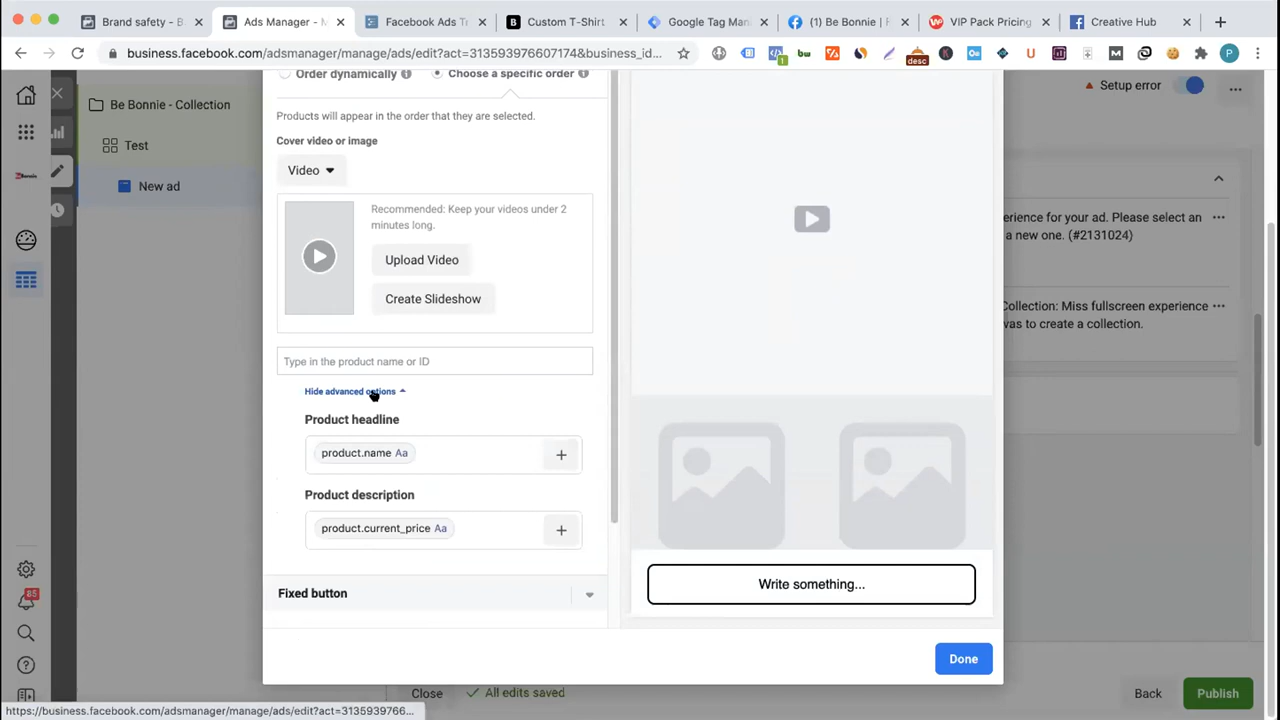 Brand safety - B
Ads Manager - M
Facebook Ads T
Custom T-Shirt
Google Tag Man
(1) Be Bonnie | F
VIP Pack Pricing
Creative Hub
business.facebook.com/adsmanager/manage/ads/edit?act=313593976607174&business_id...
desc
P
Be Bonnie - Collection
Test
New ad
Order dynamically
Choose a specific order
Products will appear in the order that they are selected.
Cover video or image
Video
Recommended: Keep your videos under 2
minutes long.
Upload Video
Create Slideshow
Type in the product name or ID
Hide advanced options
Product headline
product.name Aa
Product description
product.current_price Aa
Fixed button
Write something...
Done
Setup error
erience for your ad. Please select an
a new one. (#2131024)
Collection: Miss fullscreen experience
vas to create a collection.
85
Close
All edits saved
Back
Publish
https://business.facebook.com/adsmanager/manage/ads/edit?act=3135939766...